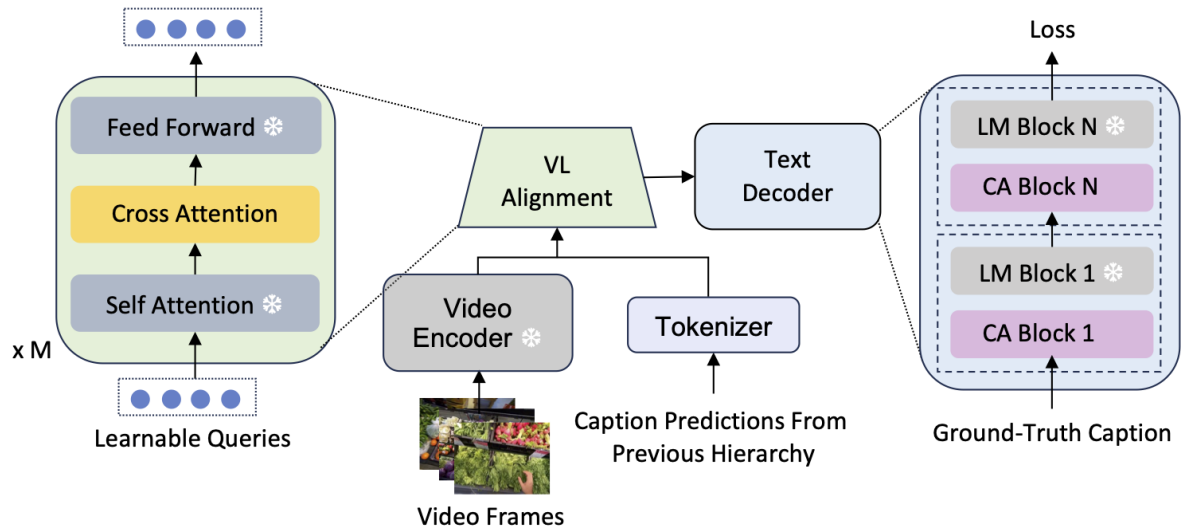 Feed Forward
Cross Attention
Self Attention
x M
Learnable Queries
VL
Alignment
Video
Encoder
Video Frames
Tokenizer
Caption Predictions From
Previous Hierarchy
Text
Decoder
Loss
LM Block N
CA Block N
LM Block 1
CA Block 1
Ground-Truth Caption